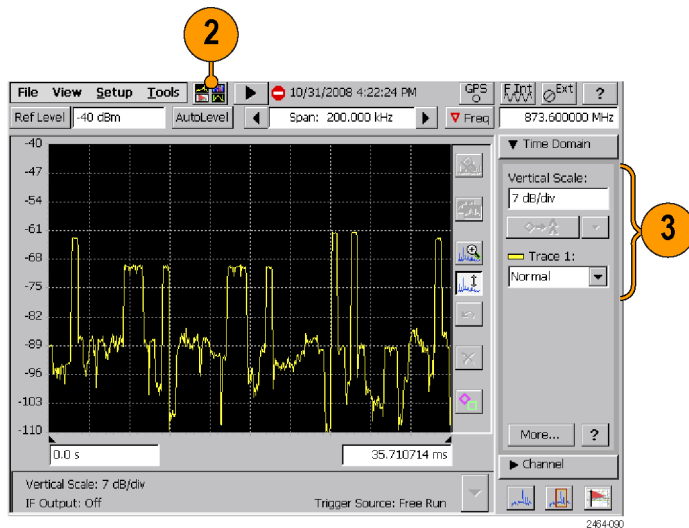 2
File View Setup Tools 10/31/2008 4:22:24 PM GPS F Int Ext ?
Ref Level -40 dBm AutoLevel Span: 200.000 kHz Freq 873.600000 MHz
Time Domain
-40
-47
-54
-61
-68
-75
-82
-89
-96
-103
-110
Vertical Scale:
7 dB/div
3
Trace 1:
Normal
0.0 s 35.710714 ms
More... ?
Channel
Vertical Scale: 7 dB/div
IF Output: Off Trigger Source: Free Run
2464-090